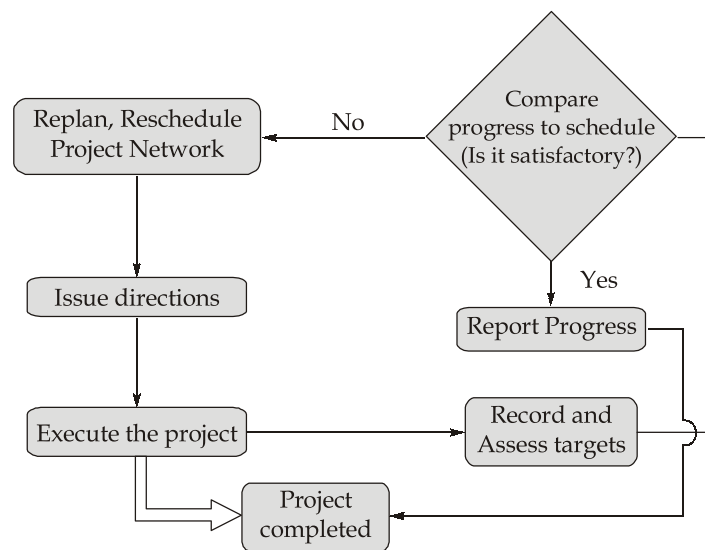 Compare
progress to schedule
(Is it satisfactory?)
No
Replan, Reschedule
Project Network
Yes
Issue directions
Report Progress
Execute the project
Record and
Assess targets
Project
completed